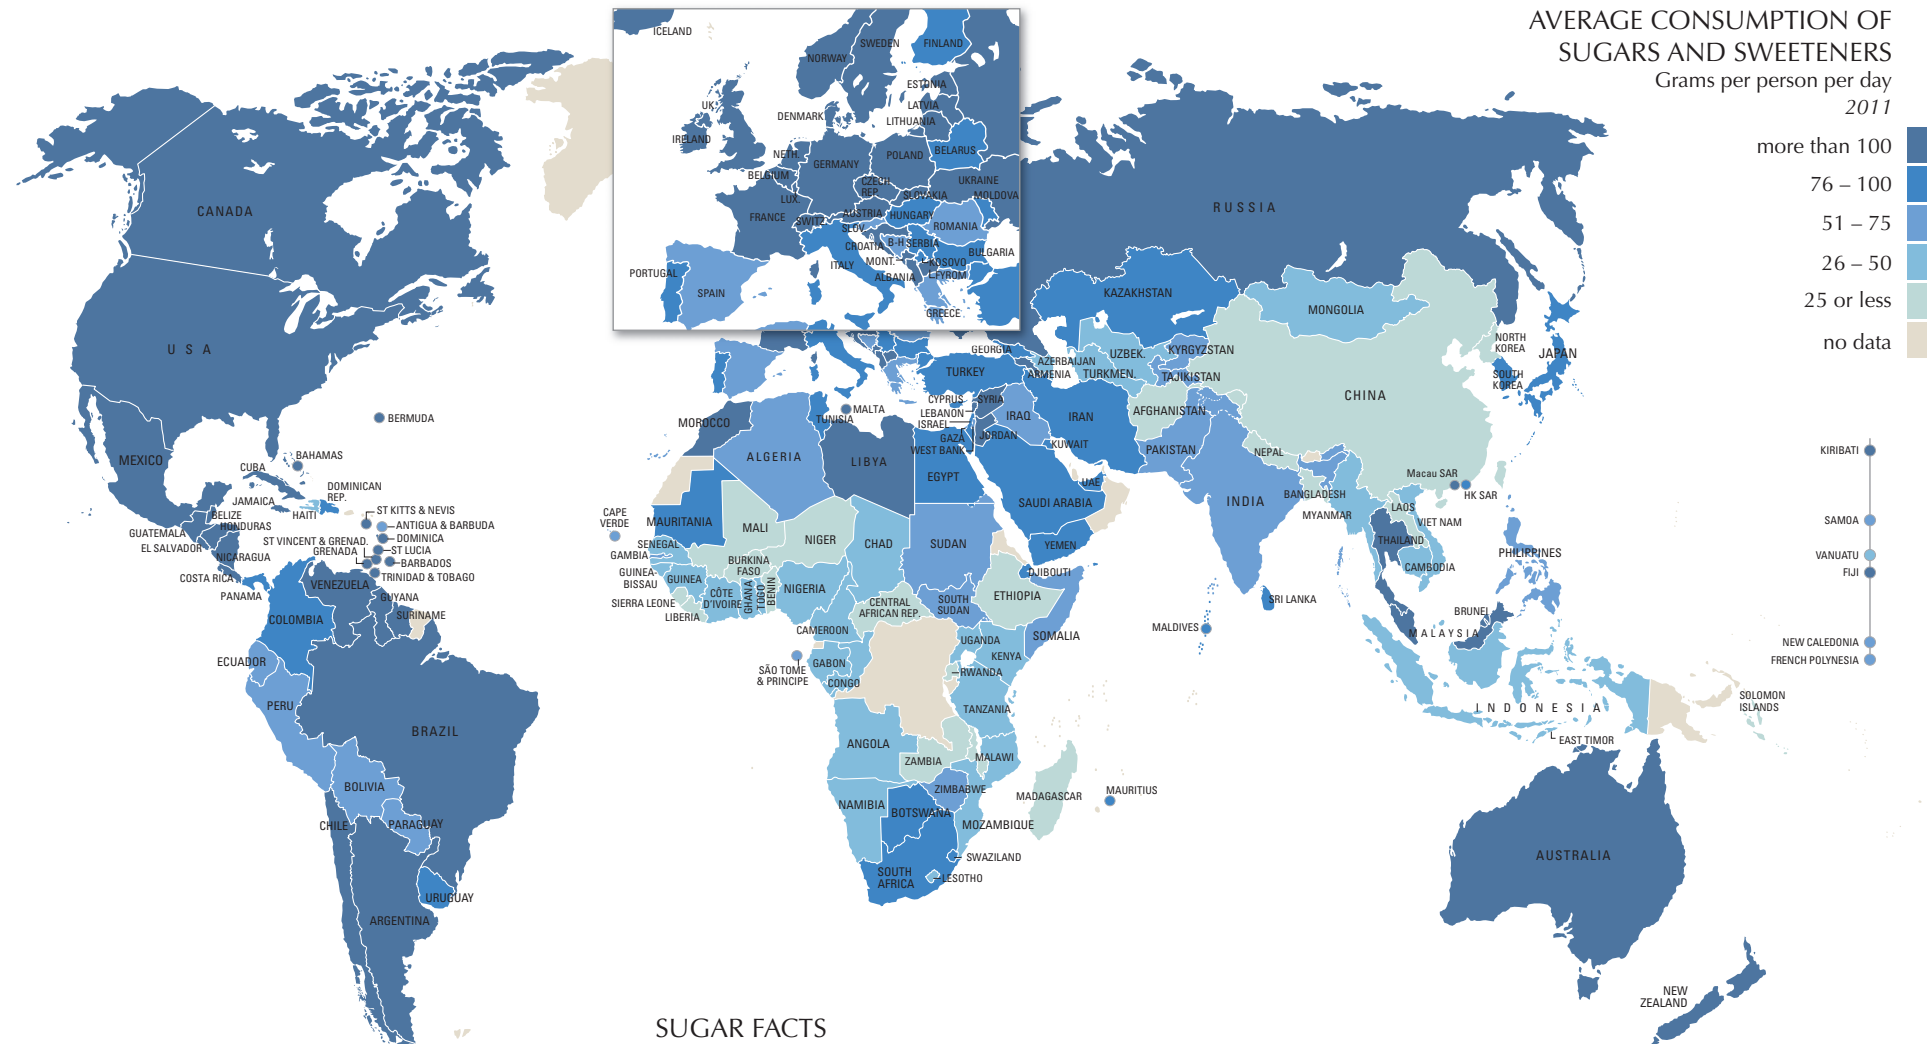 AVERAGE CONSUMPTION OF
SUGARS AND SWEETENERS
Grams per person per day
2011
more than 100
76 – 100
51 – 75
26 – 50
25 or less
no data
ICELAND
NORWAY
SWEDEN
FINLAND
ESTONIA
LATVIA
LITHUANIA
DENMARK
UK
IRELAND
NETH.
BELGIUM
GERMANY
POLAND
BELARUS
LUX.
CZECH
REP.
SLOVAKIA
UKRAINE
MOLDOVA
FRANCE
SWITZ.
AUSTRIA
HUNGARY
SLOV.
ROMANIA
CROATIA
B-H
SERBIA
BULGARIA
ITALY
MONT.
KOSOVO
ALBANIA
FYROM
PORTUGAL
SPAIN
GREECE
CANADA
U S A
BERMUDA
MEXICO
BAHAMAS
CUBA
DOMINICAN
REP.
JAMAICA
HAITI
BELIZE
HONDURAS
GUATEMALA
EL SALVADOR
NICARAGUA
COSTA RICA
PANAMA
ST KITTS & NEVIS
ANTIGUA & BARBUDA
DOMINICA
ST VINCENT & GRENAD.
ST LUCIA
GRENADA
BARBADOS
TRINIDAD & TOBAGO
VENEZUELA
GUYANA
SURINAME
COLOMBIA
ECUADOR
PERU
BRAZIL
BOLIVIA
PARAGUAY
CHILE
URUGUAY
ARGENTINA
RUSSIA
KAZAKHSTAN
MONGOLIA
GEORGIA
AZERBAIJAN
ARMENIA
UZBEK.
TURKMEN.
KYRGYZSTAN
TAJIKISTAN
NORTH
KOREA
SOUTH
KOREA
JAPAN
CHINA
TURKEY
CYPRUS
SYRIA
LEBANON
ISRAEL
GAZA
WEST BANK
JORDAN
IRAQ
IRAN
KUWAIT
AFGHANISTAN
PAKISTAN
NEPAL
INDIA
BANGLADESH
MYANMAR
LAOS
VIET NAM
THAILAND
CAMBODIA
Macau SAR
HK SAR
PHILIPPINES
SRI LANKA
MALDIVES
BRUNEI
MALAYSIA
INDONESIA
EAST TIMOR
SOLOMON
ISLANDS
SAUDI ARABIA
UAE
YEMEN
MALTA
MOROCCO
TUNISIA
ALGERIA
LIBYA
EGYPT
CAPE
VERDE
MAURITANIA
MALI
NIGER
CHAD
SUDAN
SENEGAL
GAMBIA
GUINEA-
BISSAU
GUINEA
SIERRA LEONE
LIBERIA
CÔTE
D'IVOIRE
BURKINA
FASO
GHANA
TOGO
BENIN
NIGERIA
CENTRAL
AFRICAN REP.
SOUTH
SUDAN
ETHIOPIA
DJIBOUTI
SOMALIA
CAMEROON
UGANDA
KENYA
RWANDA
SÃO TOME
& PRINCIPE
GABON
CONGO
TANZANIA
ANGOLA
ZAMBIA
MALAWI
ZIMBABWE
NAMIBIA
BOTSWANA
MOZAMBIQUE
MADAGASCAR
MAURITIUS
SWAZILAND
LESOTHO
SOUTH
AFRICA
KIRIBATI
SAMOA
VANUATU
FIJI
NEW CALEDONIA
FRENCH POLYNESIA
AUSTRALIA
NEW
ZEALAND
SUGAR FACTS